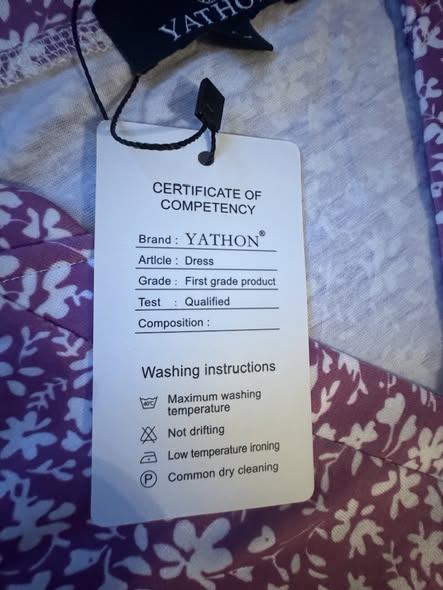 YATHON
CERTIFICATE OF
COMPETENCY
Brand : YATHON®
Article : Dress
Grade : First grade product
Test : Qualified
Composition :
Washing instructions
40℃ Maximum washing
temperature
Not drifting
Low temperature ironing
P Common dry cleaning